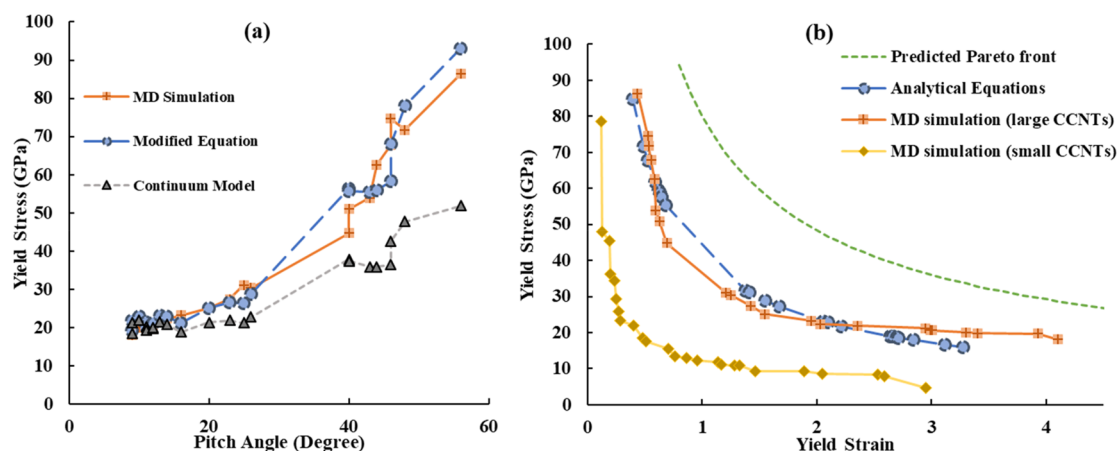 (a)
100
90
80
70
60
50
40
30
20
10
0
Yield Stress (GPa)
MD Simulation
Modified Equation
Continuum Model
0
20
40
60
Pitch Angle (Degree)
(b)
100
90
80
70
60
50
40
30
20
10
0
Yield Stress (GPa)
Predicted Pareto front
Analytical Equations
MD simulation (large CCNTs)
MD simulation (small CCNTs)
0
1
2
3
4
Yield Strain